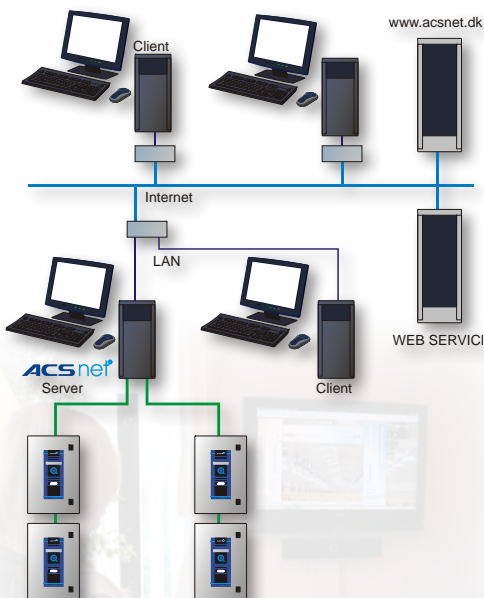 www.acsnet.dk
Client
Internet
LAN
WEB SERVIC
ACSnet
Server
Client